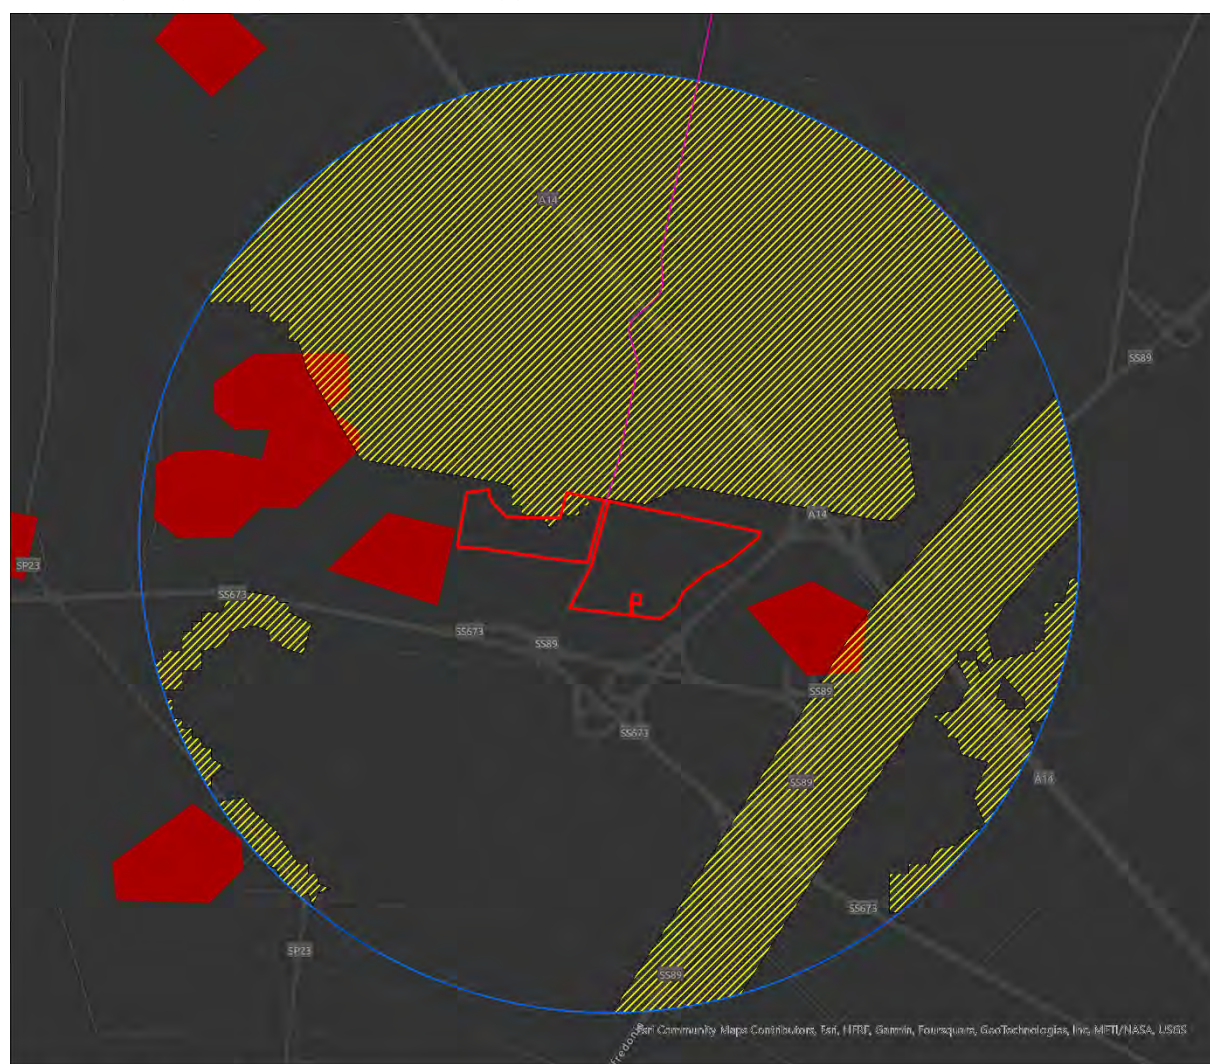 A14
SS89
A14
SP23
SS673
SS673
SS89
SS89
SS673
A14
SS89
SS673
SP23
SS89
Esri Community Maps Contributors, Esri, HERE, Garmin, Foursquare, GeoTechnologies, Inc, METI/NASA, USGS